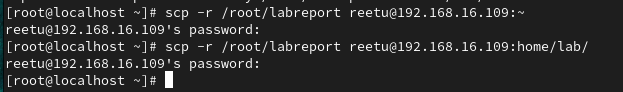 [root@localhost ~]# scp -r /root/labreport reetu@192.168.16.109:~
reetu@192.168.16.109's password:
[root@localhost ~]# scp -r /root/labreport reetu@192.168.16.109:home/lab/
reetu@192.168.16.109's password:
[root@localhost ~]#